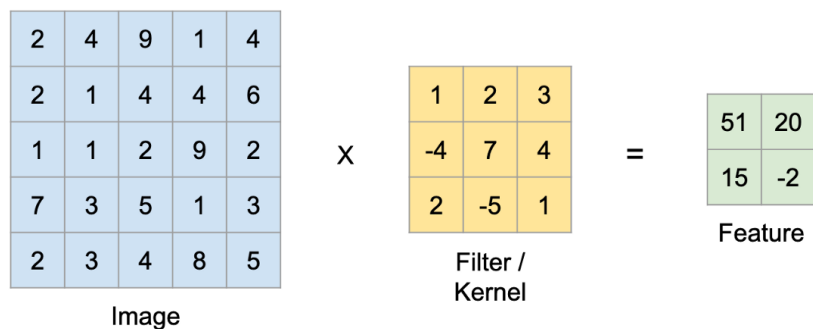 2 4 9 1 4
2 1 4 4 6
1 1 2 9 2
7 3 5 1 3
2 3 4 8 5
Image
X
1 2 3
-4 7 4
2 -5 1
Filter /
Kernel
=
51 20
15 -2
Feature